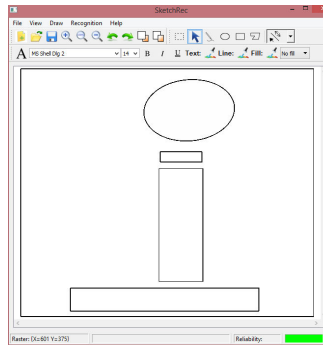 SketchRec
File View Draw Recognition Help
A MS Shell Dlg 2 14 B I U Text: Line: Fill: No fill
Raster: {X=601 Y=375} Reliability: